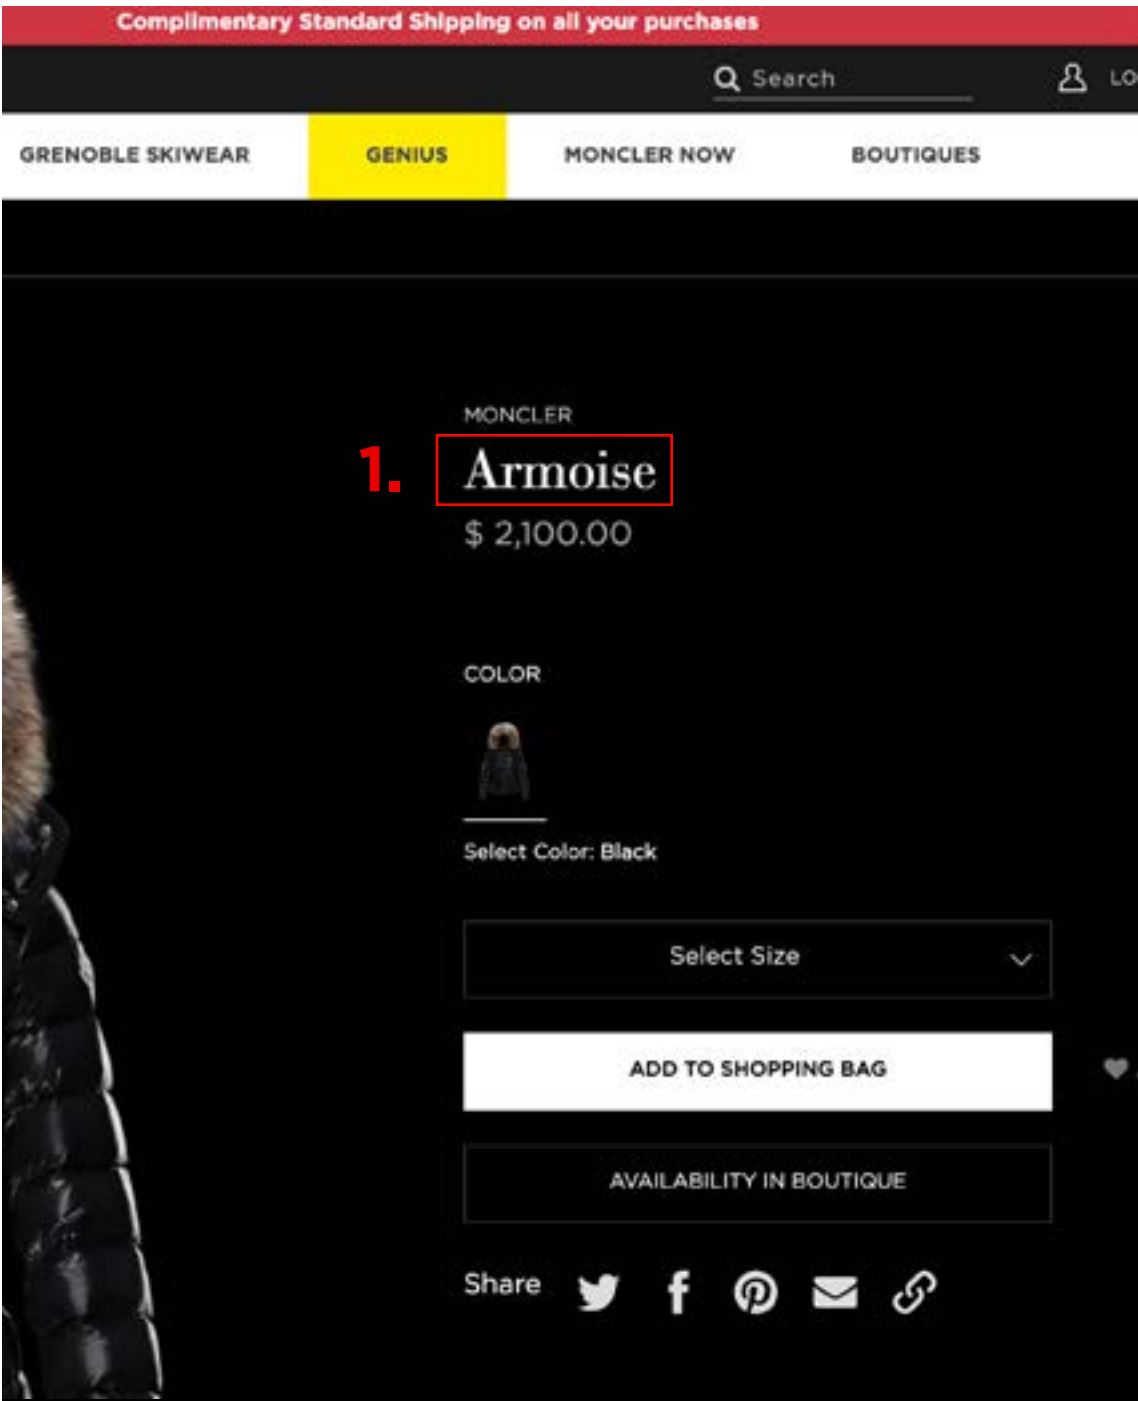 Complimentary Standard Shipping on all your purchases
Search
LO
GRENOBLE SKIWEAR GENIUS MONCLER NOW BOUTIQUES
MONCLER
1. Armoise
$ 2,100.00
COLOR
Select Color: Black
Select Size
ADD TO SHOPPING BAG
AVAILABILITY IN BOUTIQUE
Share